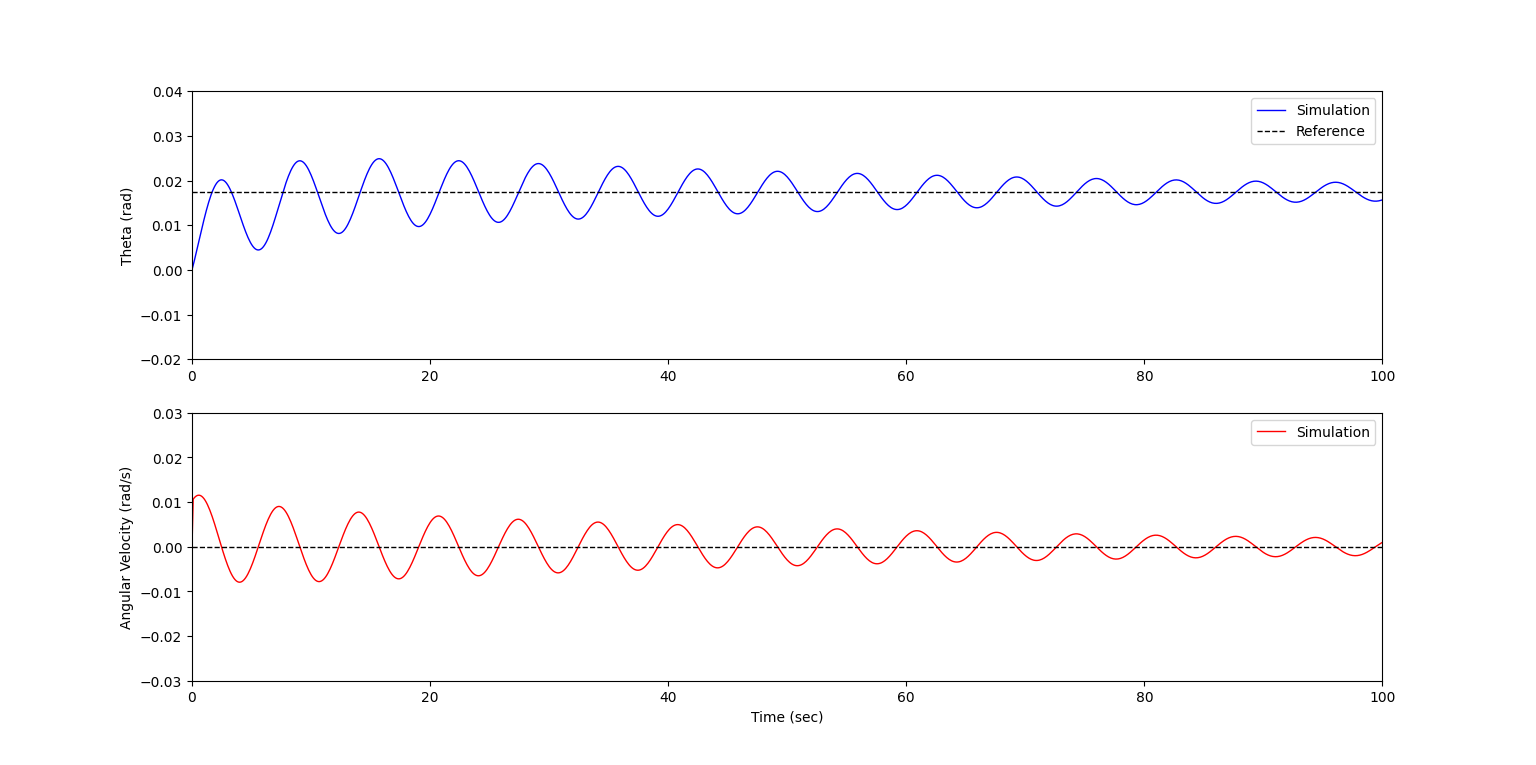 0.04
0.03
0.02
0.01
0.00
−0.01
−0.02
Theta (rad)
Simulation
Reference
0 20 40 60 80 100
0.03
0.02
0.01
0.00
−0.01
−0.02
−0.03
Angular Velocity (rad/s)
Simulation
0 20 40 60 80 100
Time (sec)